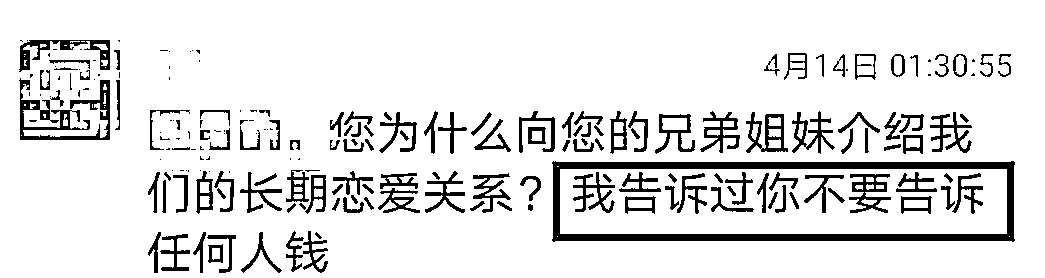 4月14日 01:30:55
。您为什么向您的兄弟姐妹介绍我
们的长期恋爱关系？我告诉过你不要告诉
任何人钱